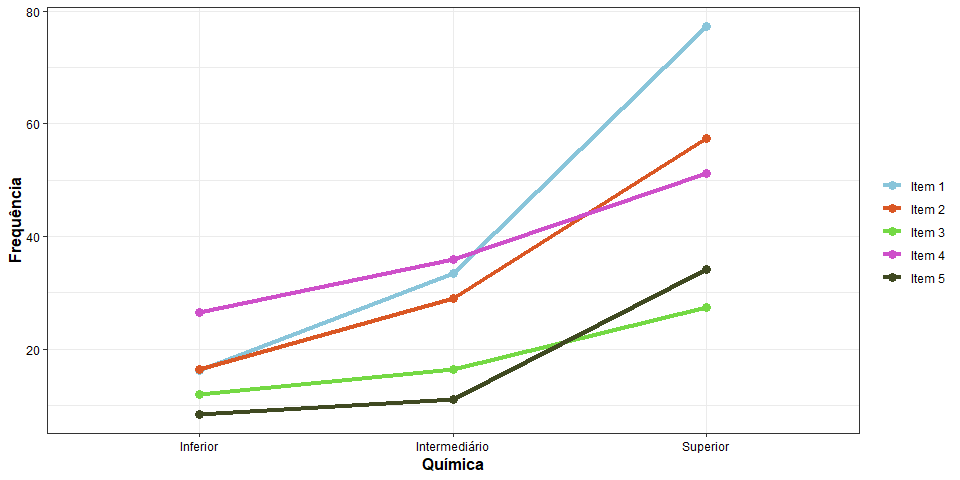 80
60
40
20
Frequência
Inferior Intermediário Superior
Química
Item 1
Item 2
Item 3
Item 4
Item 5